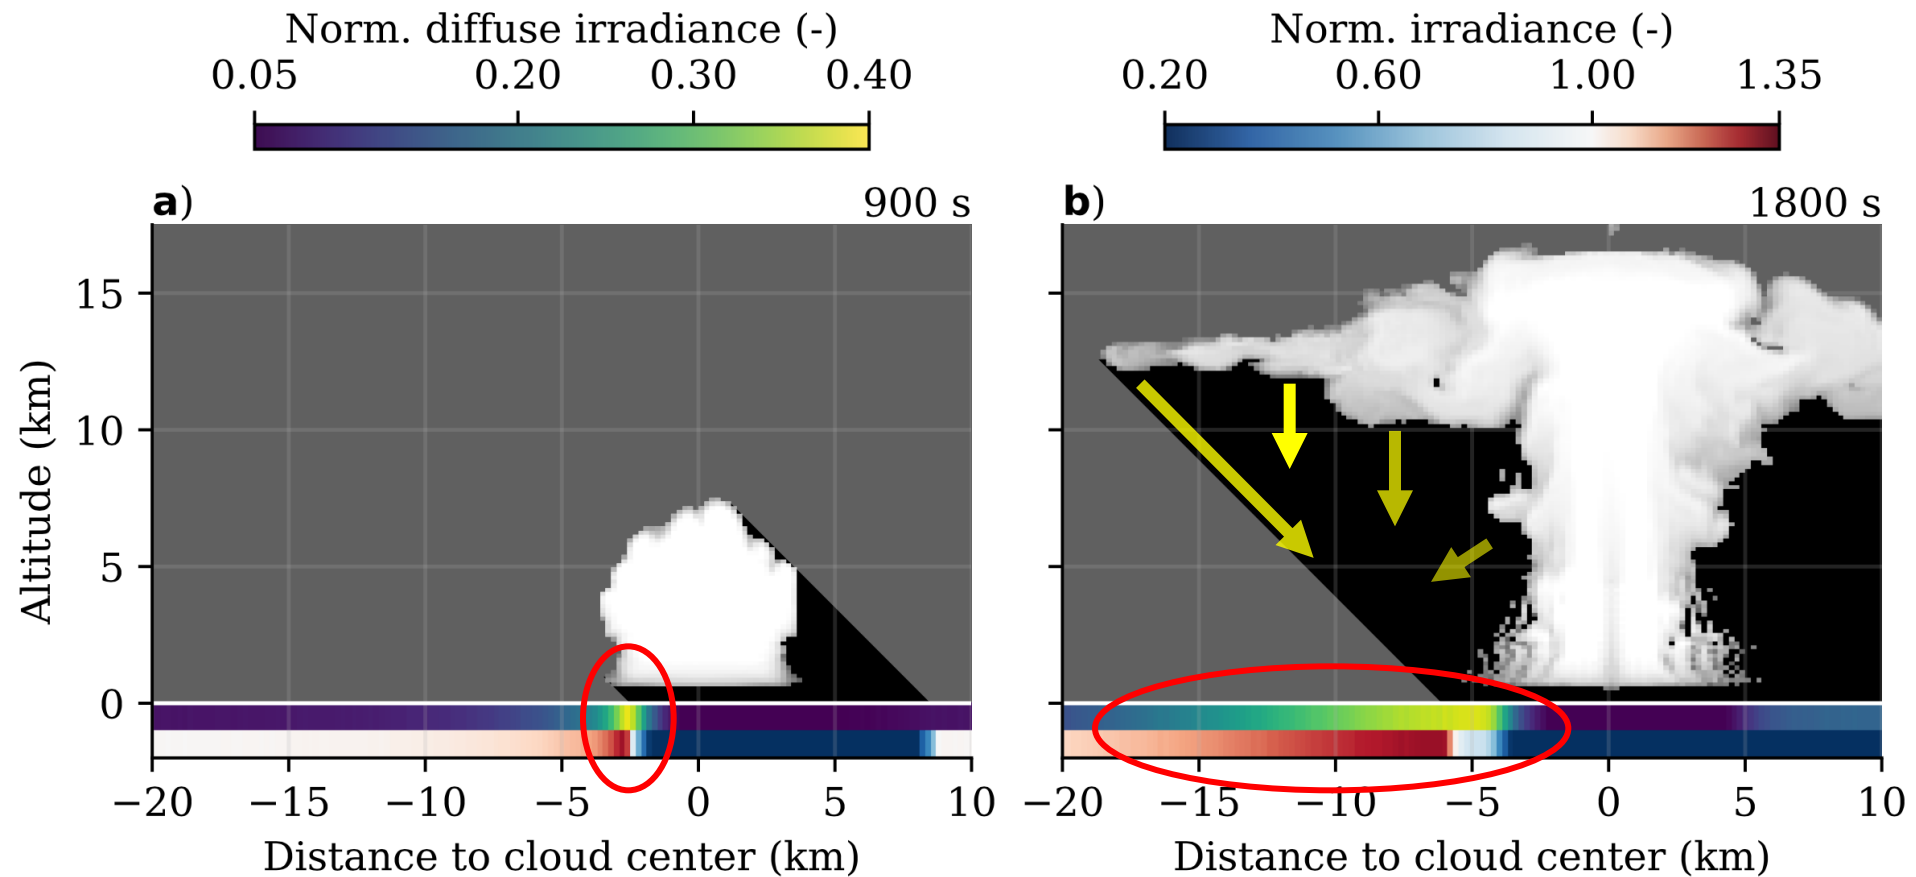 Norm. diffuse irradiance (-)
0.05 0.20 0.30 0.40
Norm. irradiance (-)
0.20 0.60 1.00 1.35
a) 900 s
b) 1800 s
Altitude (km)
15
10
5
0
−20 −15 −10 −5 0 5 10
−20 −15 −10 −5 0 5 10
Distance to cloud center (km)
Distance to cloud center (km)